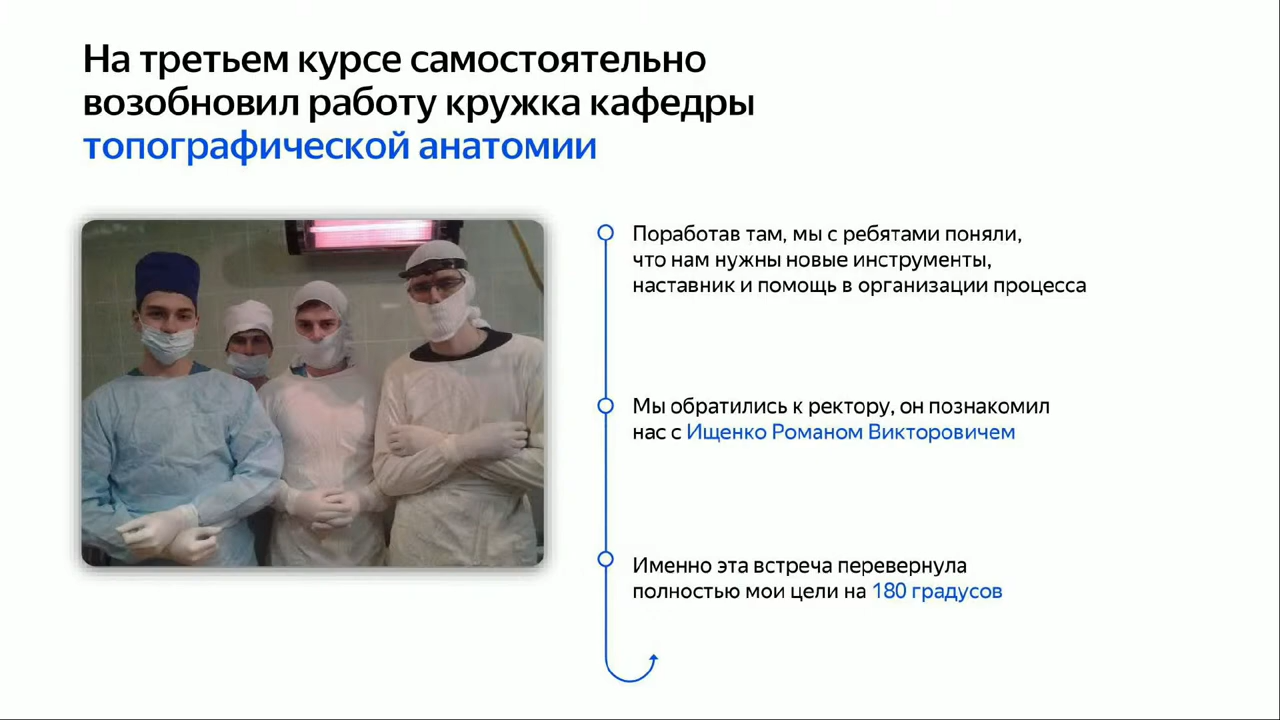 На третьем курсе самостоятельно
возобновил работу кружка кафедры
топографической анатомии
Поработав там, мы с ребятами поняли,
что нам нужны новые инструменты,
наставник и помощь в организации процесса
Мы обратились к ректору, он познакомил
нас с Ищенко Романом Викторовичем
Именно эта встреча перевернула
полностью мои цели на 180 градусов